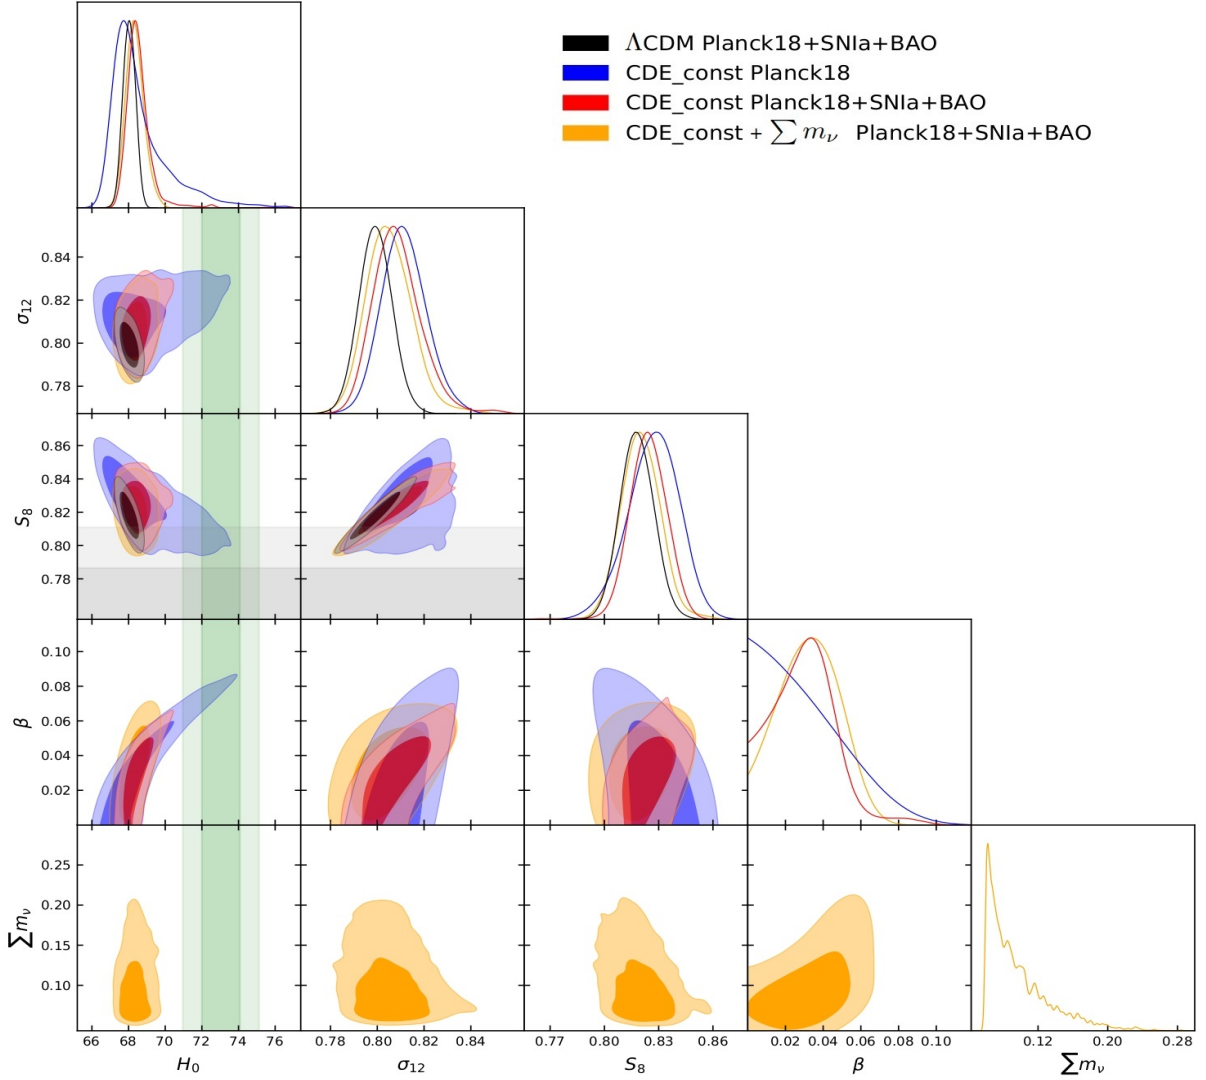 ΛCDM Planck18+SNIa+BAO
CDE_const Planck18
CDE_const Planck18+SNIa+BAO
CDE_const + ∑ mν Planck18+SNIa+BAO
0.84
0.82
0.80
0.78
σ12
0.86
0.84
0.82
0.80
0.78
S8
0.10
0.08
0.06
0.04
0.02
β
0.25
0.20
0.15
0.10
∑mν
66 68 70 72 74 76
0.78 0.80 0.82 0.84
0.77 0.80 0.83 0.86
0.02 0.04 0.06 0.08 0.10
0.12 0.20 0.28
H0
σ12
S8
β
∑mν